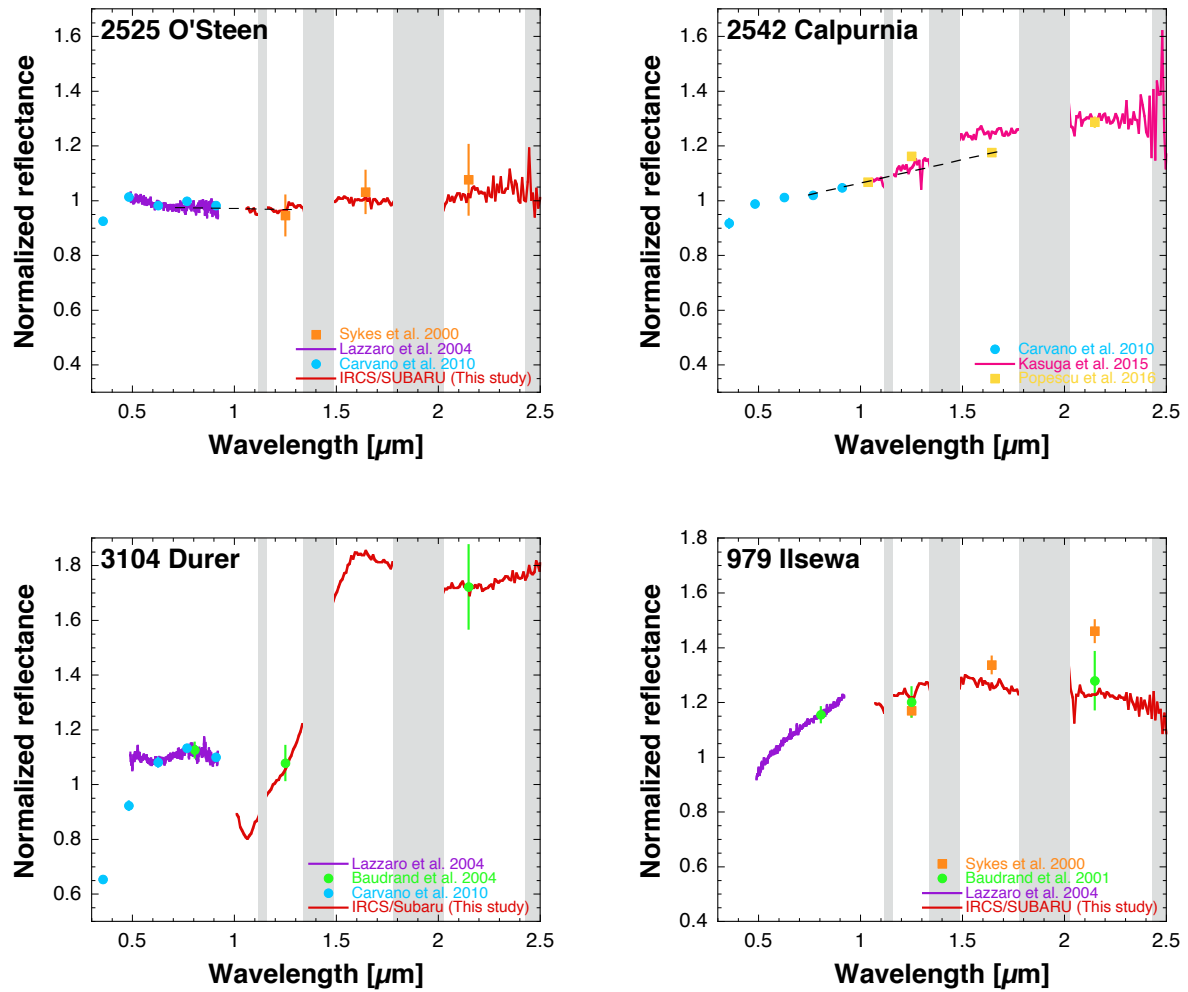 2525 O'Steen
Normalized reflectance
1.6
1.4
1.2
1
0.8
0.6
0.4
Sykes et al. 2000
Lazzaro et al. 2004
Carvano et al. 2010
IRCS/SUBARU (This study)
0.5 1 1.5 2 2.5
Wavelength [µm]
2542 Calpurnia
Normalized reflectance
1.6
1.4
1.2
1
0.8
0.6
0.4
Carvano et al. 2010
Kasuga et al. 2015
Popescu et al. 2016
0.5 1 1.5 2 2.5
Wavelength [µm]
3104 Durer
Normalized reflectance
1.8
1.6
1.4
1.2
1
0.8
0.6
Lazzaro et al. 2004
Baudrand et al. 2004
Carvano et al. 2010
IRCS/Subaru (This study)
0.5 1 1.5 2 2.5
Wavelength [µm]
979 Ilsewa
Normalized reflectance
1.8
1.6
1.4
1.2
1
0.8
0.6
0.4
Sykes et al. 2000
Baudrand et al. 2001
Lazzaro et al. 2004
IRCS/SUBARU (This study)
0.5 1 1.5 2 2.5
Wavelength [µm]